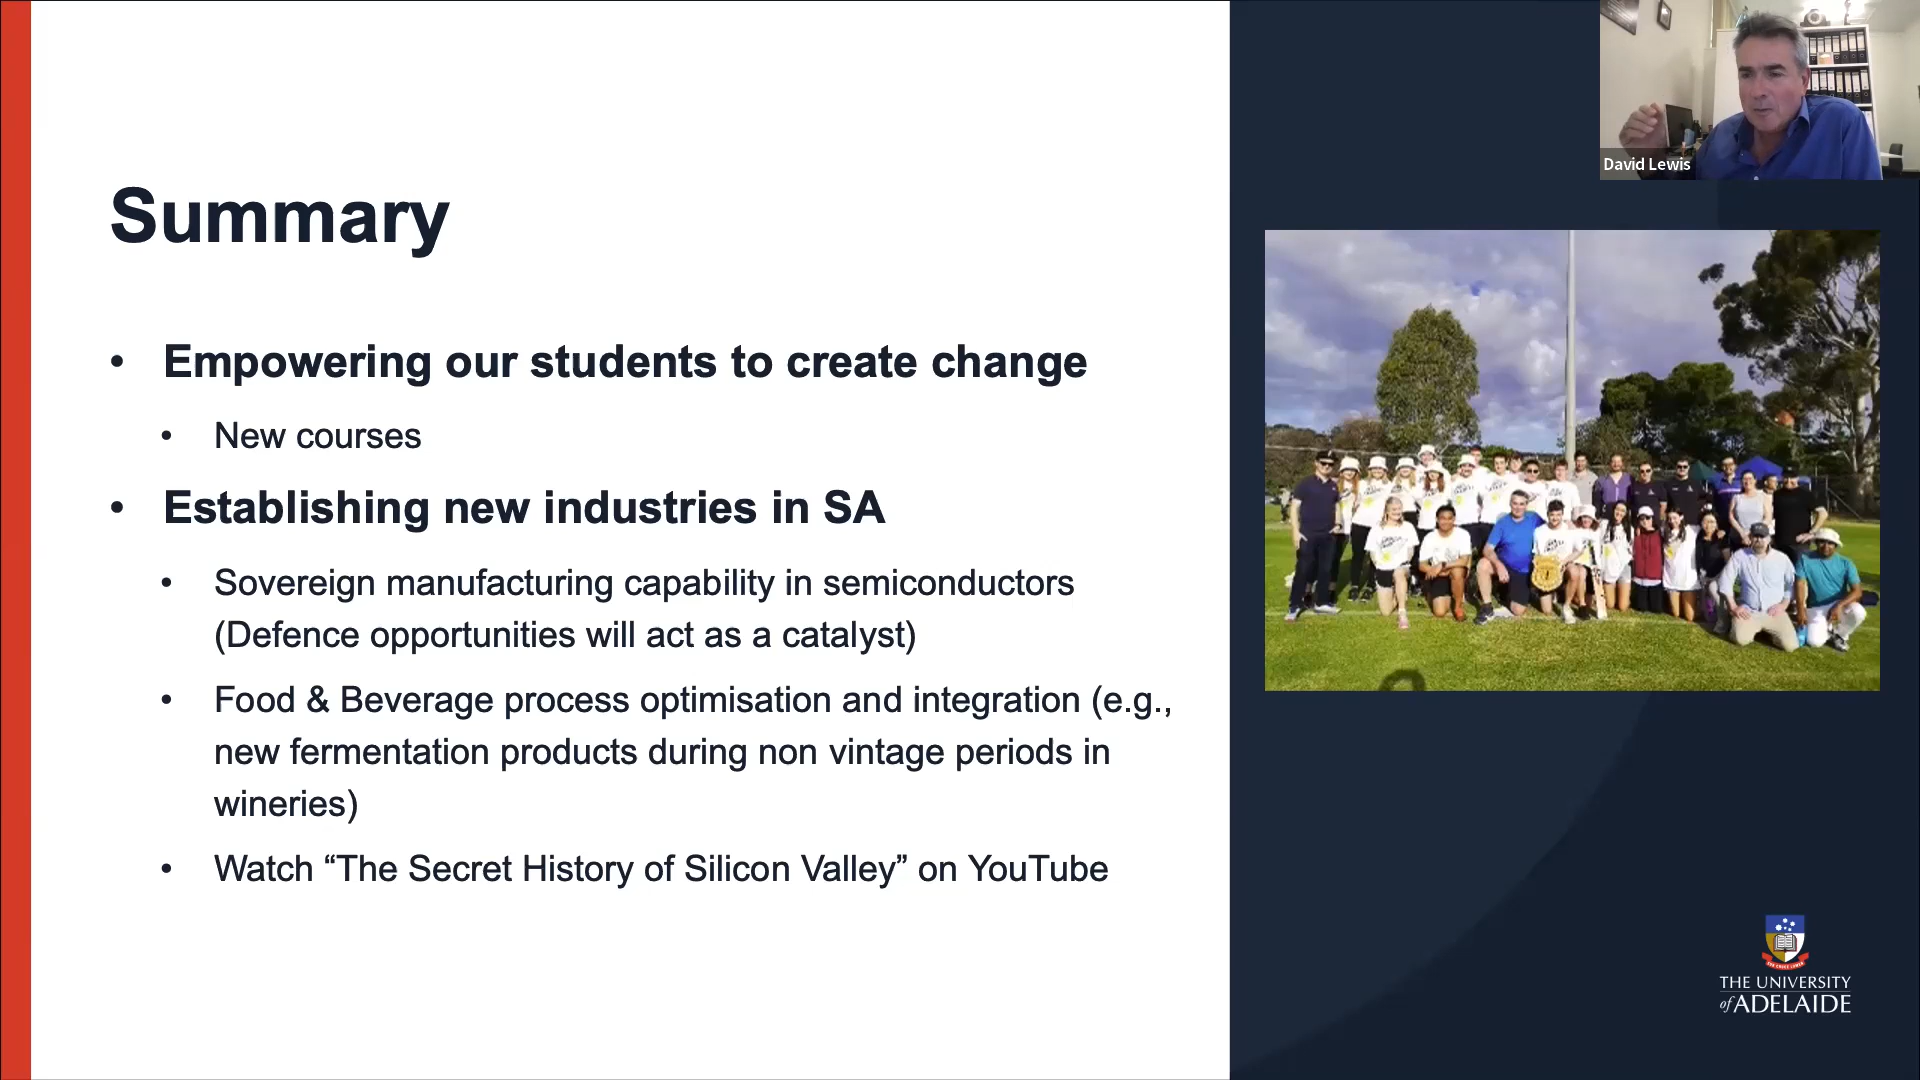 Summary
• Empowering our students to create change
• New courses
• Establishing new industries in SA
• Sovereign manufacturing capability in semiconductors
(Defence opportunities will act as a catalyst)
• Food & Beverage process optimisation and integration (e.g.,
new fermentation products during non vintage periods in
wineries)
• Watch “The Secret History of Silicon Valley” on YouTube
David Lewis
THE UNIVERSITY
of ADELAIDE